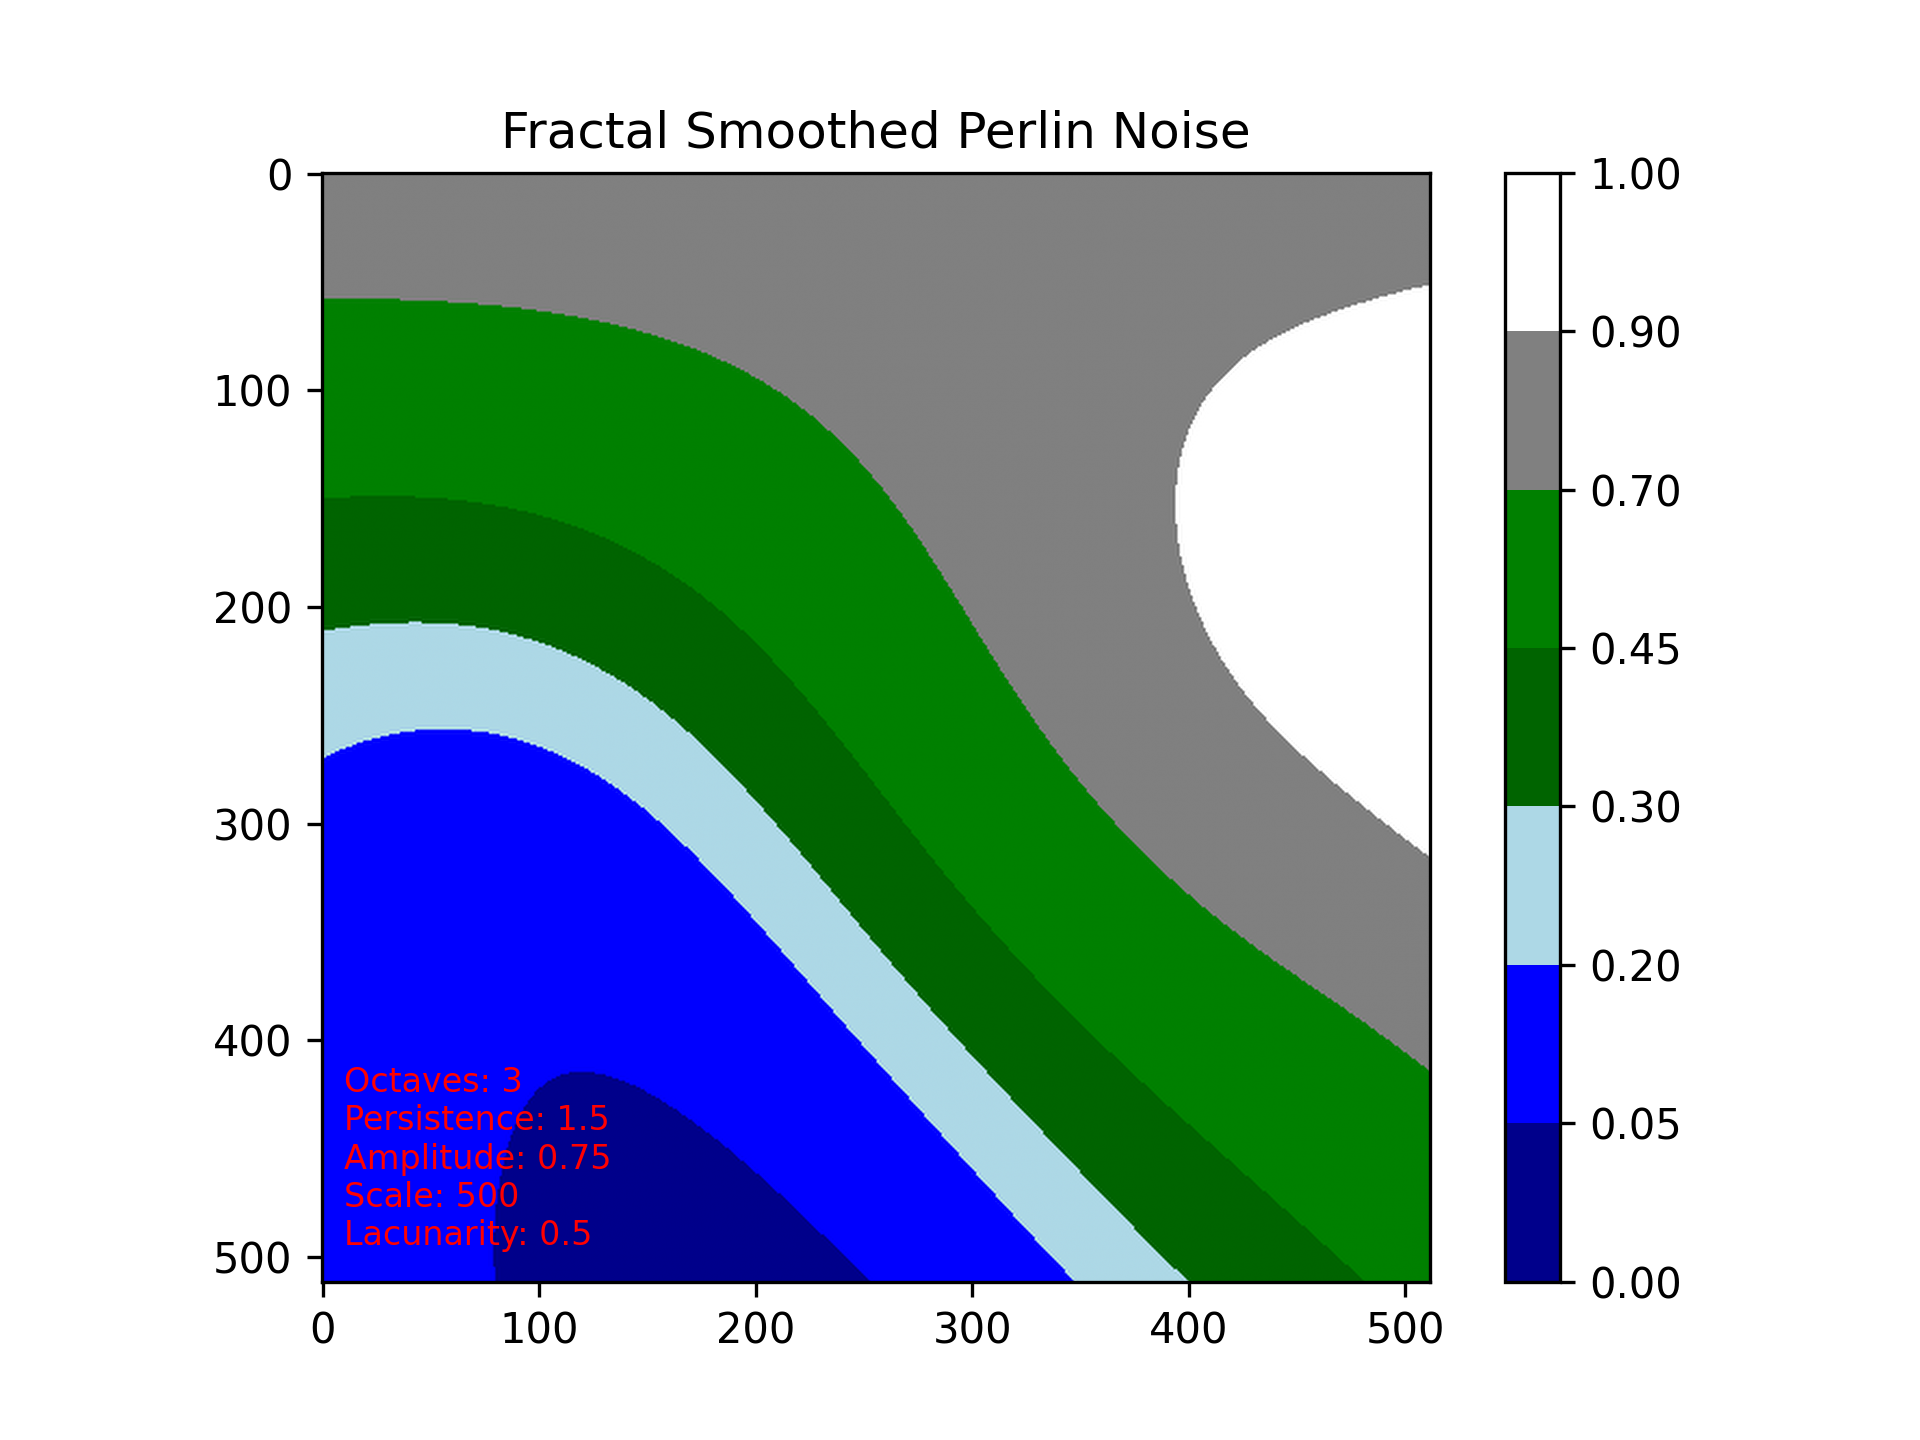 Fractal Smoothed Perlin Noise
0
100
200
300
400
500
0 100 200 300 400 500
Octaves: 3
Persistence: 1.5
Amplitude: 0.75
Scale: 500
Lacunarity: 0.5
1.00
0.90
0.70
0.45
0.30
0.20
0.05
0.00